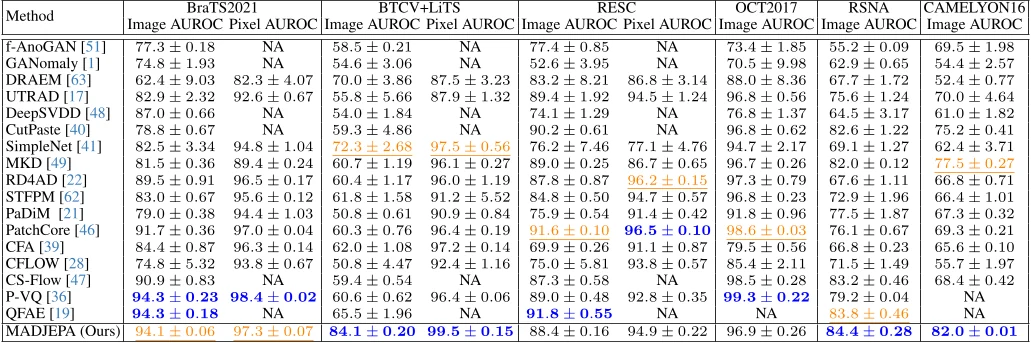 Method BraTS2021 BTCV+LiTS RESC OCT2017 RSNA CAMELYON16
Image AUROC Pixel AUROC Image AUROC Pixel AUROC Image AUROC Pixel AUROC Image AUROC Image AUROC Image AUROC
f-AnoGAN [51] 77.3 ± 0.18 NA 58.5 ± 0.21 NA 77.4 ± 0.85 NA 73.4 ± 1.85 55.2 ± 0.09 69.5 ± 1.98
GANomaly [1] 74.8 ± 1.93 NA 54.6 ± 3.06 NA 52.6 ± 3.95 NA 70.5 ± 9.98 62.9 ± 0.65 54.4 ± 2.57
DRAEM [63] 62.4 ± 9.03 82.3 ± 4.07 70.0 ± 3.86 87.5 ± 3.23 83.2 ± 8.21 86.8 ± 3.14 88.0 ± 8.36 67.7 ± 1.72 52.4 ± 0.77
UTRAD [17] 82.9 ± 2.32 92.6 ± 0.67 55.8 ± 5.66 87.9 ± 1.32 89.4 ± 1.92 94.5 ± 1.24 96.8 ± 0.56 75.6 ± 1.24 70.0 ± 4.64
DeepSVDD [48] 87.0 ± 0.66 NA 54.0 ± 1.84 NA 74.1 ± 1.29 NA 76.8 ± 1.37 64.5 ± 3.17 61.0 ± 1.82
CutPaste [40] 78.8 ± 0.67 NA 59.3 ± 4.86 NA 90.2 ± 0.61 NA 96.8 ± 0.62 82.6 ± 1.22 75.2 ± 0.41
SimpleNet [41] 82.5 ± 3.34 94.8 ± 1.04 72.3 ± 2.68 97.5 ± 0.56 76.2 ± 7.46 77.1 ± 4.76 94.7 ± 2.17 69.1 ± 1.27 62.4 ± 3.71
MKD [49] 81.5 ± 0.36 89.4 ± 0.24 60.7 ± 1.19 96.1 ± 0.27 89.0 ± 0.25 86.7 ± 0.65 96.7 ± 0.26 82.0 ± 0.12 77.5 ± 0.27
RD4AD [22] 89.5 ± 0.91 96.5 ± 0.17 60.4 ± 1.17 96.0 ± 1.19 87.8 ± 0.87 96.2 ± 0.15 97.3 ± 0.79 67.6 ± 1.11 66.8 ± 0.71
STFPM [62] 83.0 ± 0.67 95.6 ± 0.12 61.8 ± 1.58 91.2 ± 5.52 84.8 ± 0.50 94.7 ± 0.57 96.8 ± 0.23 72.9 ± 1.96 66.4 ± 1.01
PaDiM [21] 79.0 ± 0.38 94.4 ± 1.03 50.8 ± 0.61 90.9 ± 0.84 75.9 ± 0.54 91.4 ± 0.42 91.8 ± 0.96 77.5 ± 1.87 67.3 ± 0.32
PatchCore [46] 91.7 ± 0.36 97.0 ± 0.04 60.3 ± 0.76 96.4 ± 0.19 91.6 ± 0.10 96.5 ± 0.10 98.6 ± 0.03 76.1 ± 0.67 69.3 ± 0.21
CFA [39] 84.4 ± 0.87 96.3 ± 0.14 62.0 ± 1.08 97.2 ± 0.14 69.9 ± 0.26 91.1 ± 0.87 79.5 ± 0.56 66.8 ± 0.23 65.6 ± 0.10
CFLOW [28] 74.8 ± 5.32 93.8 ± 0.67 50.8 ± 4.47 92.4 ± 1.16 75.0 ± 5.81 93.8 ± 0.57 85.4 ± 2.11 71.5 ± 1.49 55.7 ± 1.97
CS-Flow [47] 90.9 ± 0.83 NA 59.4 ± 0.54 NA 87.3 ± 0.58 NA 98.5 ± 0.28 83.2 ± 0.46 68.4 ± 0.42
P-VQ [36] 94.3 ± 0.23 98.4 ± 0.02 60.6 ± 0.62 96.4 ± 0.06 89.0 ± 0.48 92.8 ± 0.35 99.3 ± 0.22 79.2 ± 0.04 NA
QFAE [19] 94.3 ± 0.18 NA 65.5 ± 1.96 NA 91.8 ± 0.55 NA NA 83.8 ± 0.46 NA
MADJEPA (Ours) 94.1 ± 0.06 97.3 ± 0.07 84.1 ± 0.20 99.5 ± 0.15 88.4 ± 0.16 94.9 ± 0.22 96.9 ± 0.26 84.4 ± 0.28 82.0 ± 0.01